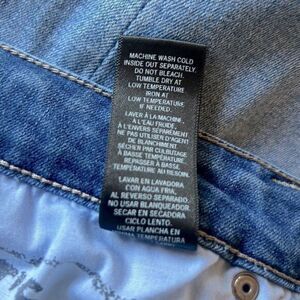 MACHINE WASH COLD
INSIDE OUT SEPARATELY.
DO NOT BLEACH.
TUMBLE DRY AT
LOW TEMPERATURE
IRON AT
LOW TEMPERATURE
IF NEEDED.
LAVER À LA MACHINE
À L'EAU FROIDE,
À L'ENVERS SÉPARÉMENT
NE PAS UTILISER D'AGENT
DE BLANCHIMENT.
SÉCHER PAR CULBUTAGE
À BASSE TEMPÉRATURE
REPASSER À BASSE
TEMPÉRATURE AU BESOIN.
LAVAR EN LAVADORA
CON AGUA FRIA,
AL REVERSO SEPARADO.
NO USAR BLANQUEADOR.
SECAR EN SECADORA
CICLO LENTO.
USAR PLANCHA EN
TEMPERATURA